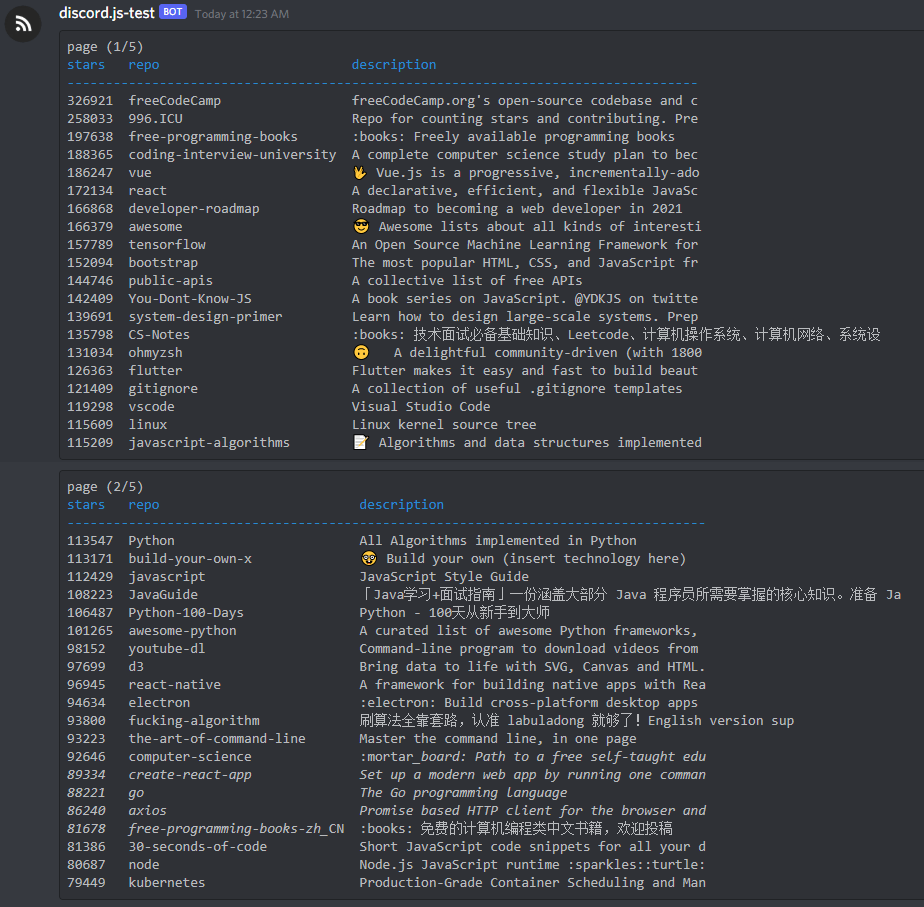 discord.js-test BOT Today at 12:23 AM
page (1/5)
stars repo description
--------------------------------------------------------------------------------
326921 freeCodeCamp freeCodeCamp.org's open-source codebase and c
258033 996.ICU Repo for counting stars and contributing. Pre
197638 free-programming-books :books: Freely available programming books
188365 coding-interview-university A complete computer science study plan to bec
186247 vue 🖖 Vue.js is a progressive, incrementally-ado
172134 react A declarative, efficient, and flexible JavaSc
166868 developer-roadmap Roadmap to becoming a web developer in 2021
166379 awesome 😎 Awesome lists about all kinds of interesti
157789 tensorflow An Open Source Machine Learning Framework for
152094 bootstrap The most popular HTML, CSS, and JavaScript fr
144746 public-apis A collective list of free APIs
142409 You-Dont-Know-JS A book series on JavaScript. @YDKJS on twitte
139691 system-design-primer Learn how to design large-scale systems. Prep
135798 CS-Notes :books: 技术面试必备基础知识、Leetcode、计算机操作系统、计算机网络、系统设
131034 ohmyzsh 🙃 A delightful community-driven (with 1800
126363 flutter Flutter makes it easy and fast to build beaut
121409 gitignore A collection of useful .gitignore templates
119298 vscode Visual Studio Code
115609 linux Linux kernel source tree
115209 javascript-algorithms 📝 Algorithms and data structures implemented
page (2/5)
stars repo description
--------------------------------------------------------------------------------
113547 Python All Algorithms implemented in Python
113171 build-your-own-x 🤓 Build your own (insert technology here)
112429 javascript JavaScript Style Guide
108223 JavaGuide 「Java学习+面试指南」一份涵盖大部分 Java 程序员所需要掌握的核心知识。准备 Ja
106487 Python-100-Days Python - 100天从新手到大师
101265 awesome-python A curated list of awesome Python frameworks,
98152 youtube-dl Command-line program to download videos from
97699 d3 Bring data to life with SVG, Canvas and HTML.
96945 react-native A framework for building native apps with Rea
94634 electron :electron: Build cross-platform desktop apps
93800 fucking-algorithm 刷算法全靠套路，认准 labuladong 就够了！English version sup
93223 the-art-of-command-line Master the command line, in one page
92646 computer-science :mortar_board: Path to a free self-taught edu
89334 create-react-app Set up a modern web app by running one comman
88221 go The Go programming language
86240 axios Promise based HTTP client for the browser and
81678 free-programming-books-zh_CN :books: 免费的计算机编程类中文书籍，欢迎投稿
81386 30-seconds-of-code Short JavaScript code snippets for all your d
80687 node Node.js JavaScript runtime :sparkles::turtle:
79449 kubernetes Production-Grade Container Scheduling and Man